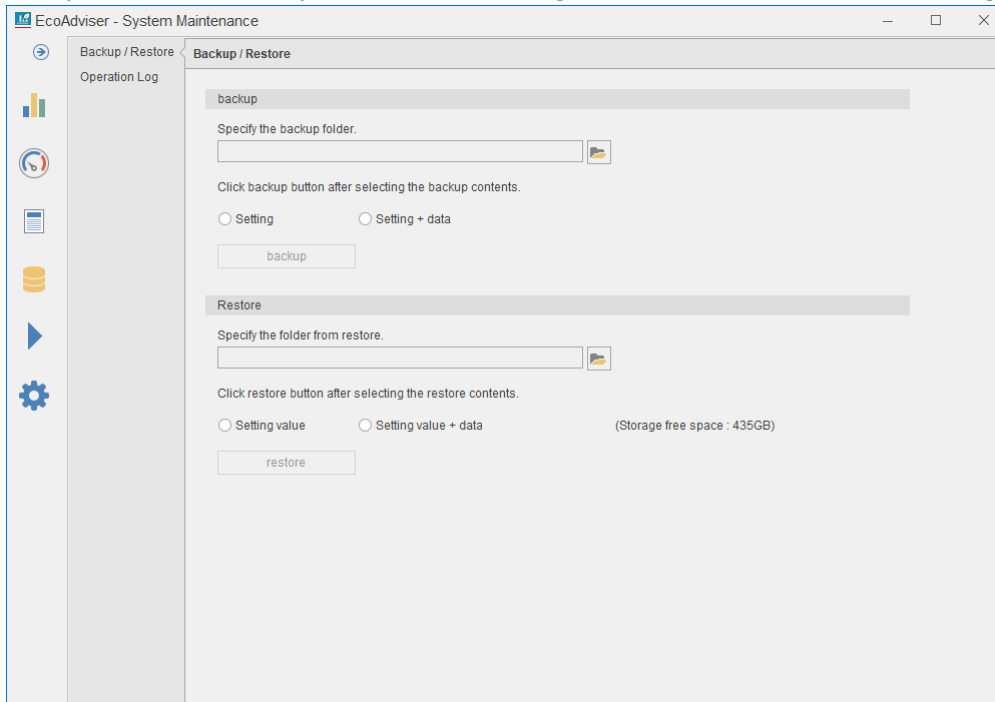 EcoAdviser - System Maintenance
Backup / Restore
Operation Log
Backup / Restore
backup
Specify the backup folder.
Click backup button after selecting the backup contents.
Setting
Setting + data
backup
Restore
Specify the folder from restore.
Click restore button after selecting the restore contents.
Setting value
Setting value + data
(Storage free space : 435GB)
restore